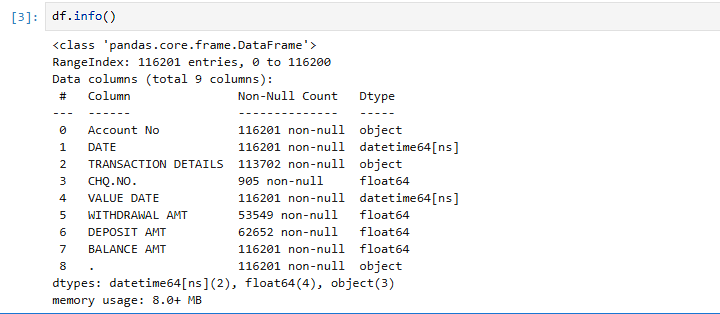 [3]: df.info()
<class 'pandas.core.frame.DataFrame'>
RangeIndex: 116201 entries, 0 to 116200
Data columns (total 9 columns):
 #   Column               Non-Null Count   Dtype
---  ------               --------------   -----
 0   Account No           116201 non-null  object
 1   DATE                 116201 non-null  datetime64[ns]
 2   TRANSACTION DETAILS  113702 non-null  object
 3   CHQ.NO.              905 non-null     float64
 4   VALUE DATE           116201 non-null  datetime64[ns]
 5   WITHDRAWAL AMT       53549 non-null   float64
 6   DEPOSIT AMT          62652 non-null   float64
 7   BALANCE AMT          116201 non-null  float64
 8   .                    116201 non-null  object
dtypes: datetime64[ns](2), float64(4), object(3)
memory usage: 8.0+ MB